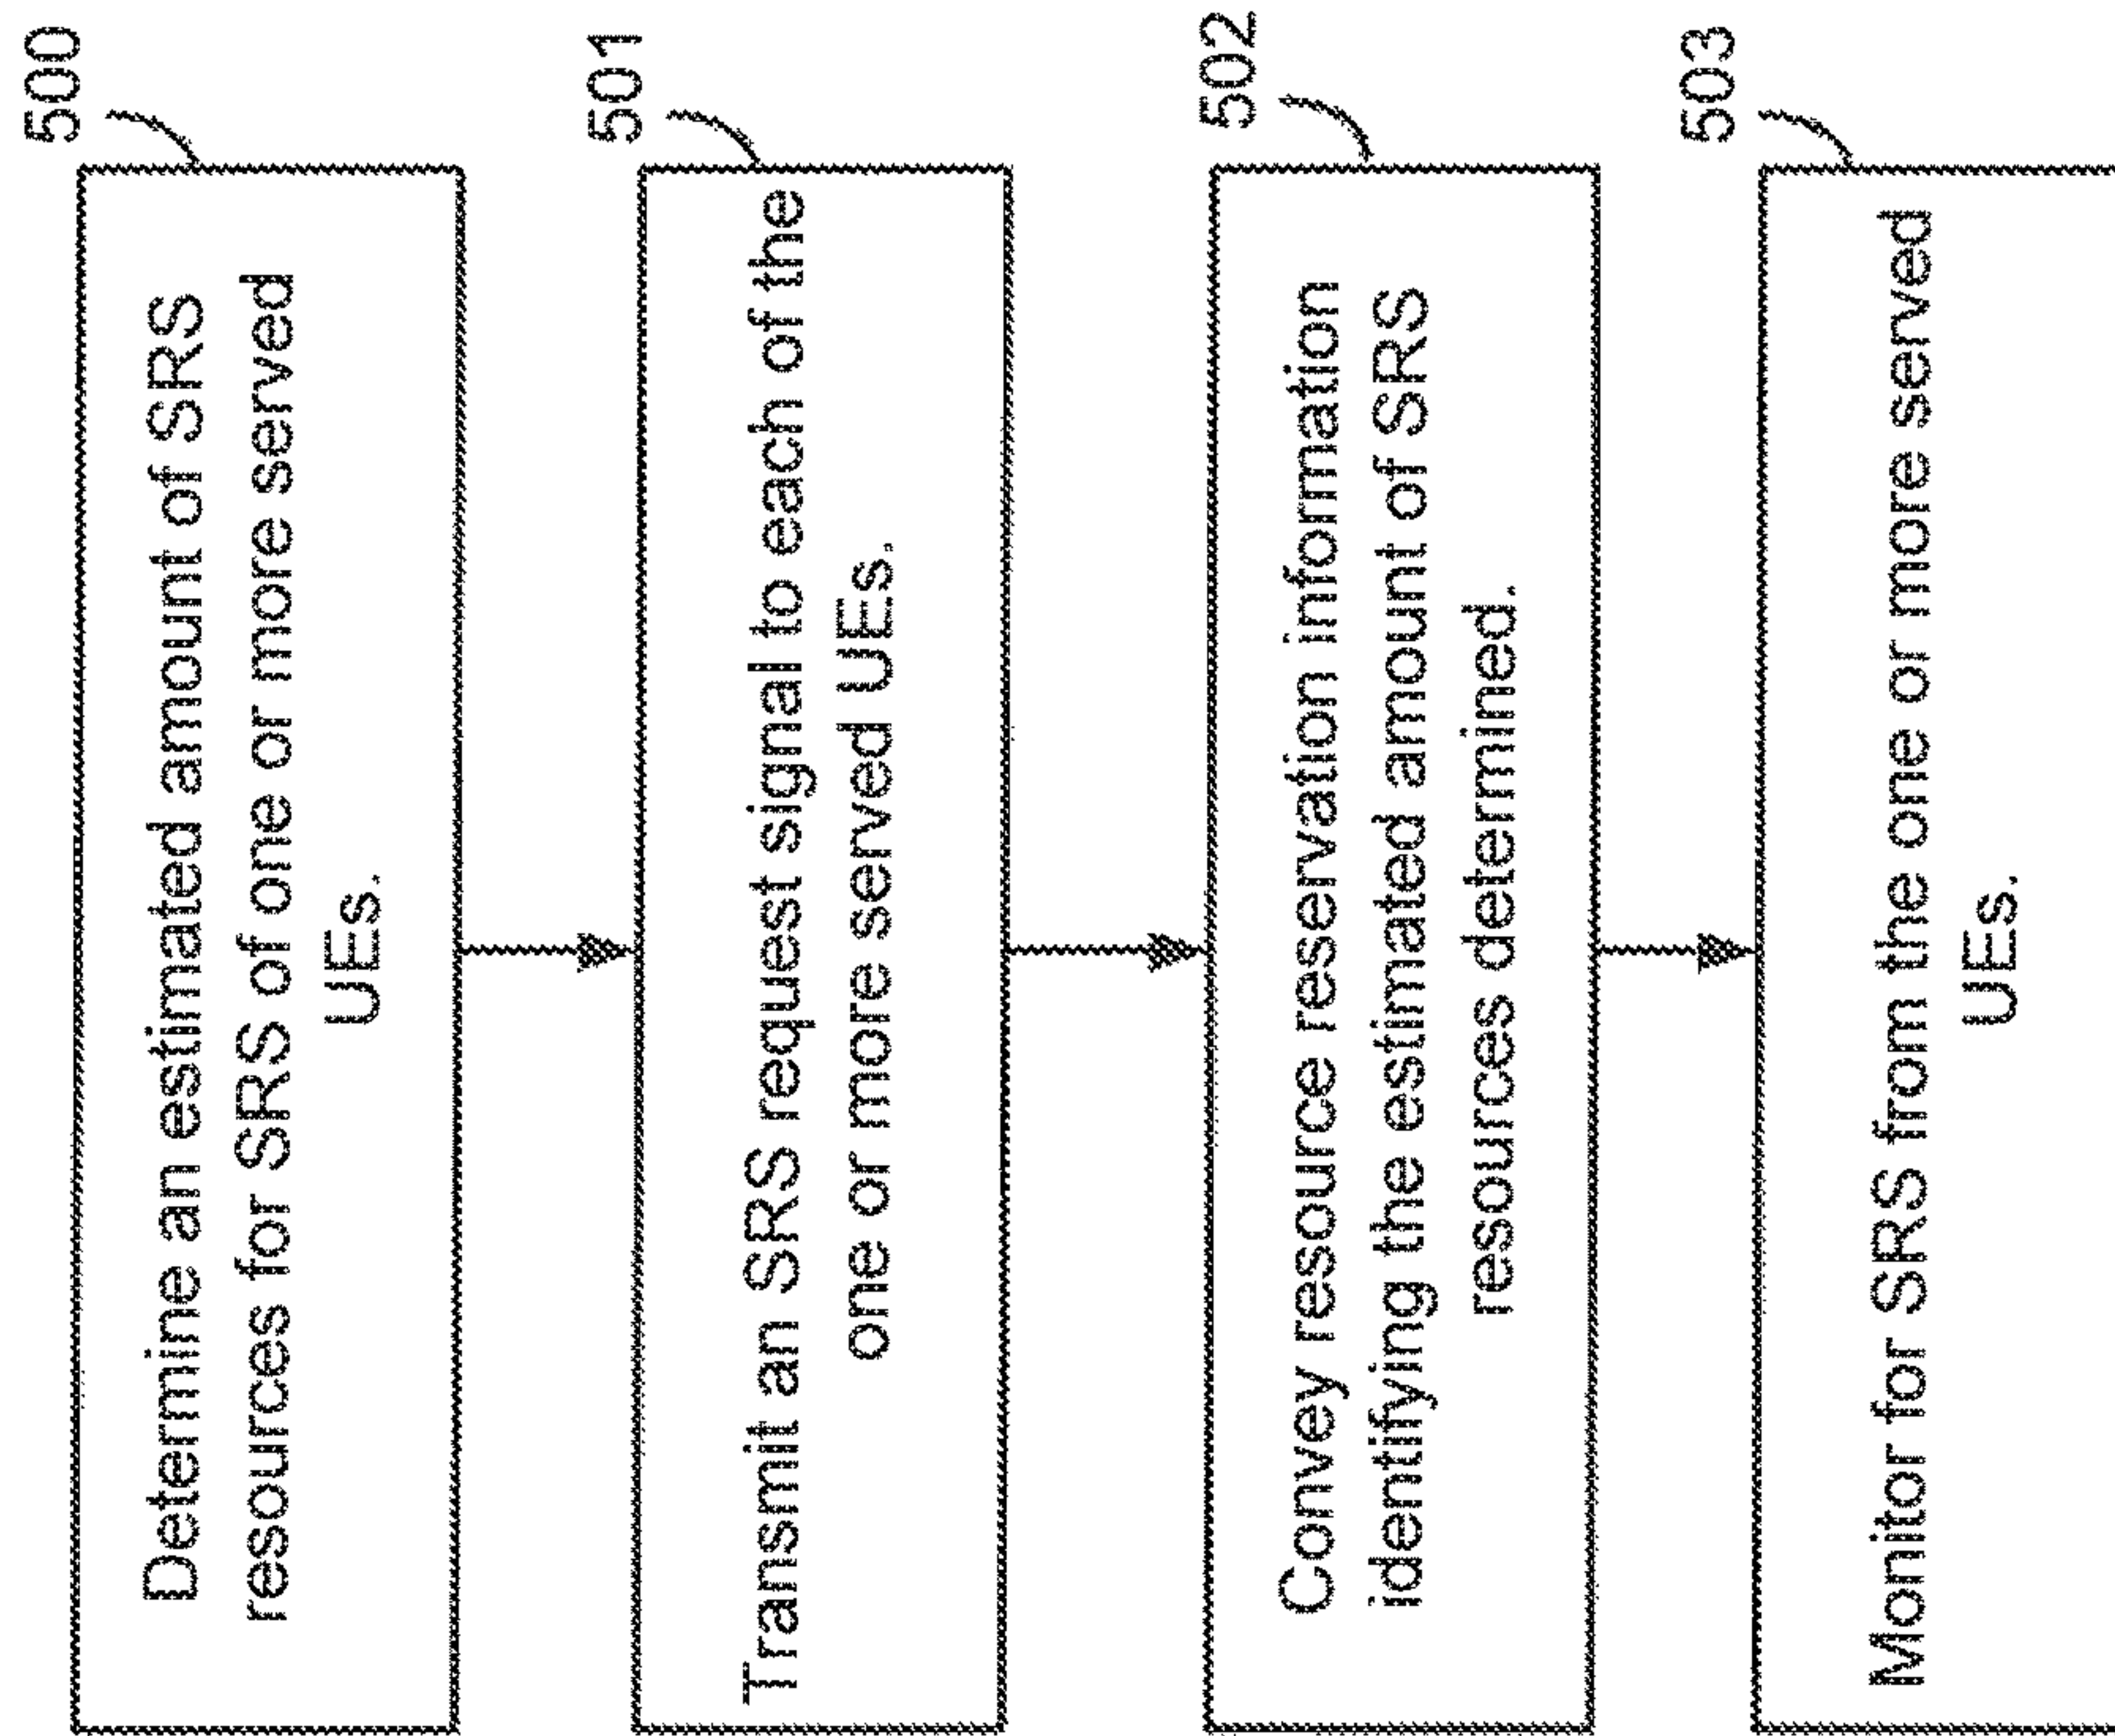 500
Determine an estimated amount of SRS
resources for SRS of one or more served
UEs.
501
Transmit an SRS request signal to each of the
one or more served UEs.
502
Convey resource reservation information
identifying the estimated amount of SRS
resources determined.
503
Monitor for SRS from the one or more served
UEs.